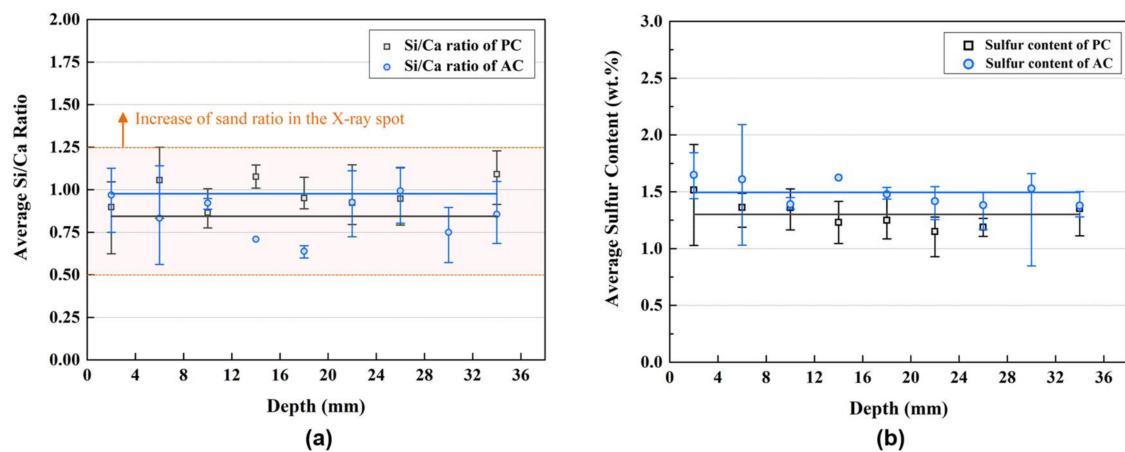 2.00
1.75
1.50
1.25
1.00
0.75
0.50
0.25
0.00
Average Si/Ca Ratio
Si/Ca ratio of PC
Si/Ca ratio of AC
Increase of sand ratio in the X-ray spot
0 4 8 12 16 20 24 28 32 36
Depth (mm)
(a)
3.0
2.5
2.0
1.5
1.0
0.5
0.0
Average Sulfur Content (wt.%)
Sulfur content of PC
Sulfur content of AC
0 4 8 12 16 20 24 28 32 36
Depth (mm)
(b)